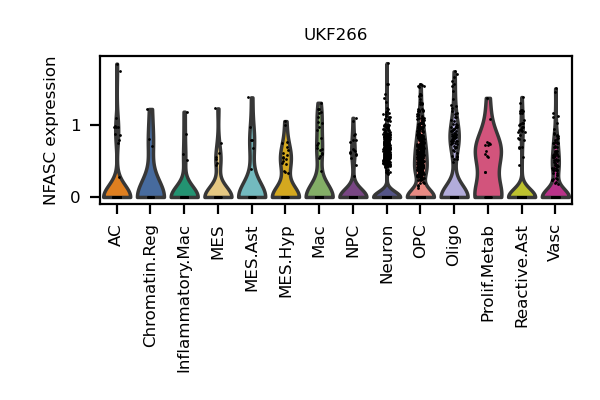 UKF266
NFASC expression
1
0
AC
Chromatin.Reg
Inflammatory.Mac
MES
MES.Ast
MES.Hyp
Mac
NPC
Neuron
OPC
Oligo
Prolif.Metab
Reactive.Ast
Vasc